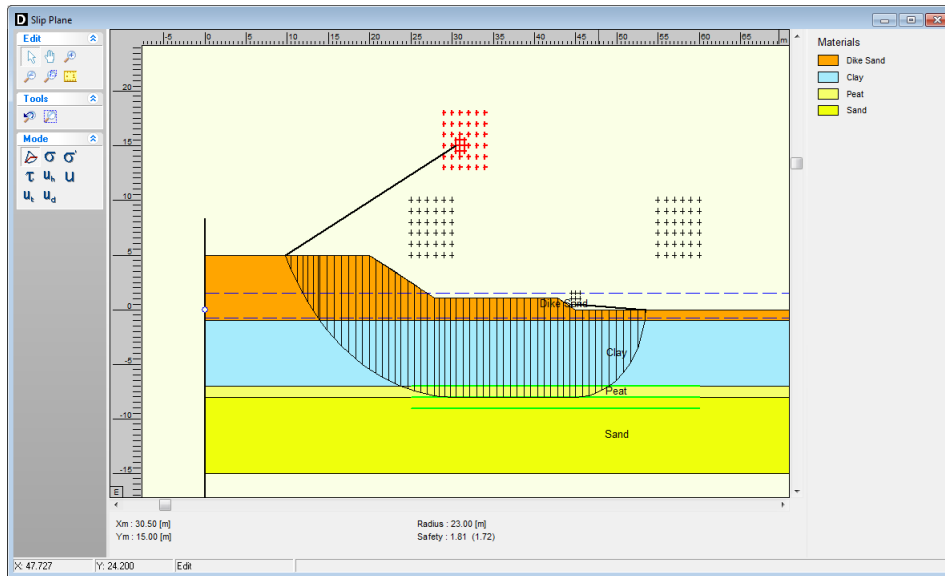 D Slip Plane
Edit
Tools
Mode
σ σ'
τ uh u
ut ud
-5 0 5 10 15 20 25 30 35 40 45 50 55 60 65 m
20
15
10
5
0
-5
-10
-15
E
Dike Sand
Clay
Peat
Sand
Materials
Dike Sand
Clay
Peat
Sand
Xm : 30.50 [m]
Radius : 23.00 [m]
Ym : 15.00 [m]
Safety : 1.81 (1.72)
X: 47.727
Y: 24.200
Edit